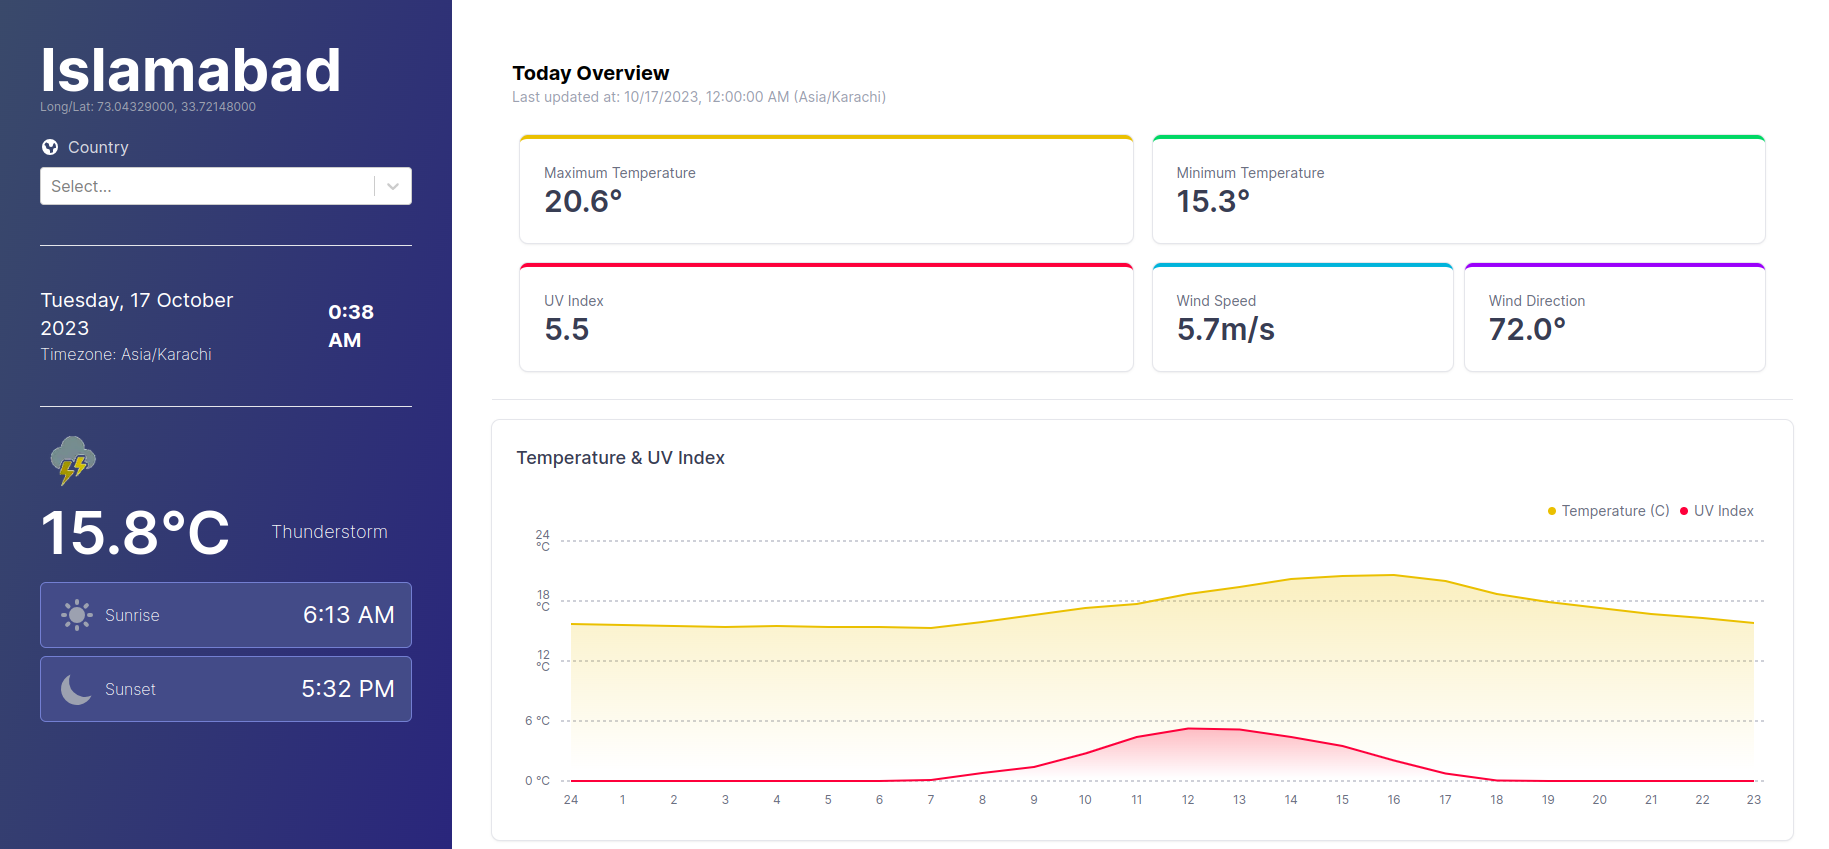 Islamabad
Long/Lat: 73.04329000, 33.72148000
Country
Select...
Tuesday, 17 October
2023
Timezone: Asia/Karachi
0:38
AM
15.8°C
Thunderstorm
Sunrise
6:13 AM
Sunset
5:32 PM
Today Overview
Last updated at: 10/17/2023, 12:00:00 AM (Asia/Karachi)
Maximum Temperature
20.6°
Minimum Temperature
15.3°
UV Index
5.5
Wind Speed
5.7m/s
Wind Direction
72.0°
Temperature & UV Index
Temperature (C) UV Index
24
°C
18
°C
12
°C
6 °C
0 °C
24 1 2 3 4 5 6 7 8 9 10 11 12 13 14 15 16 17 18 19 20 21 22 23